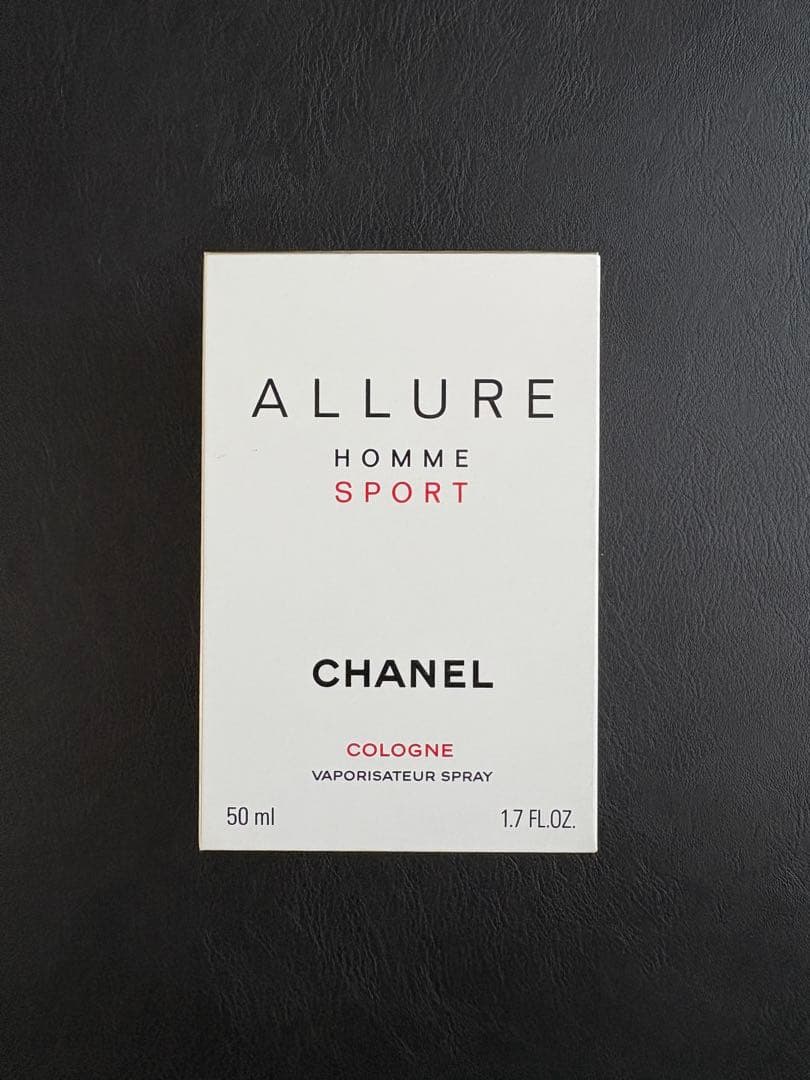 ALLURE
HOMME
SPORT
CHANEL
COLOGNE
VAPORISATEUR SPRAY
50 ml 1.7 FL.OZ.